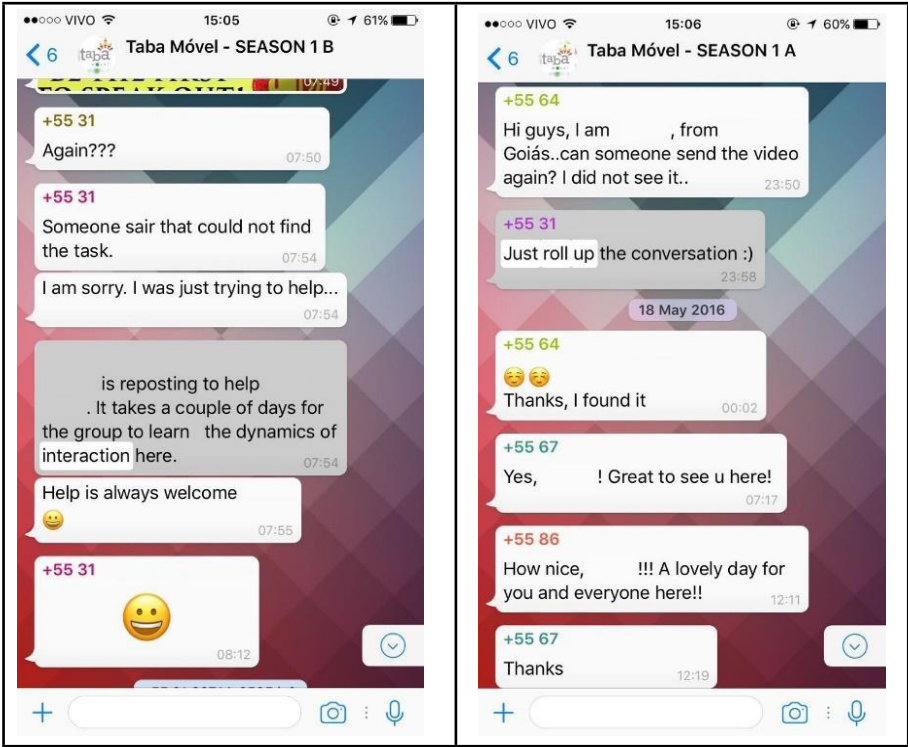 VIVO 15:05 61%
6 taba Taba Móvel - SEASON 1 B
TO SPEAK OUT! 07:49
+55 31
Again???
07:50
+55 31
Someone sair that could not find
the task.
07:54
I am sorry. I was just trying to help...
07:54
is reposting to help
. It takes a couple of days for
the group to learn the dynamics of
interaction here.
07:54
Help is always welcome
😀
07:55
+55 31
😀
08:12
VIVO 15:06 60%
6 taba Taba Móvel - SEASON 1 A
+55 64
Hi guys, I am , from
Goiás..can someone send the video
again? I did not see it..
23:50
+55 31
Just roll up the conversation :)
23:58
18 May 2016
+55 64
☺️☺️
Thanks, I found it
00:02
+55 67
Yes, ! Great to see u here!
07:17
+55 86
How nice, !!! A lovely day for
you and everyone here!!
12:11
+55 67
Thanks
12:19